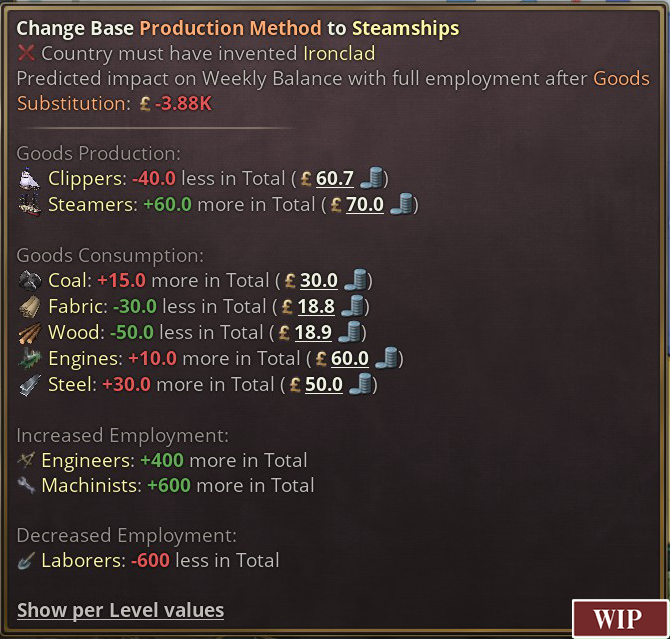 Change Base Production Method to Steamships
Country must have invented Ironclad
Predicted impact on Weekly Balance with full employment after Goods
Substitution: £ -3.88K
Goods Production:
Clippers: -40.0 less in Total ( £ 60.7 )
Steamers: +60.0 more in Total ( £ 70.0 )
Goods Consumption:
Coal: +15.0 more in Total ( £ 30.0 )
Fabric: -30.0 less in Total ( £ 18.8 )
Wood: -50.0 less in Total ( £ 18.9 )
Engines: +10.0 more in Total ( £ 60.0 )
Steel: +30.0 more in Total ( £ 50.0 )
Increased Employment:
Engineers: +400 more in Total
Machinists: +600 more in Total
Decreased Employment:
Laborers: -600 less in Total
Show per Level values
WIP